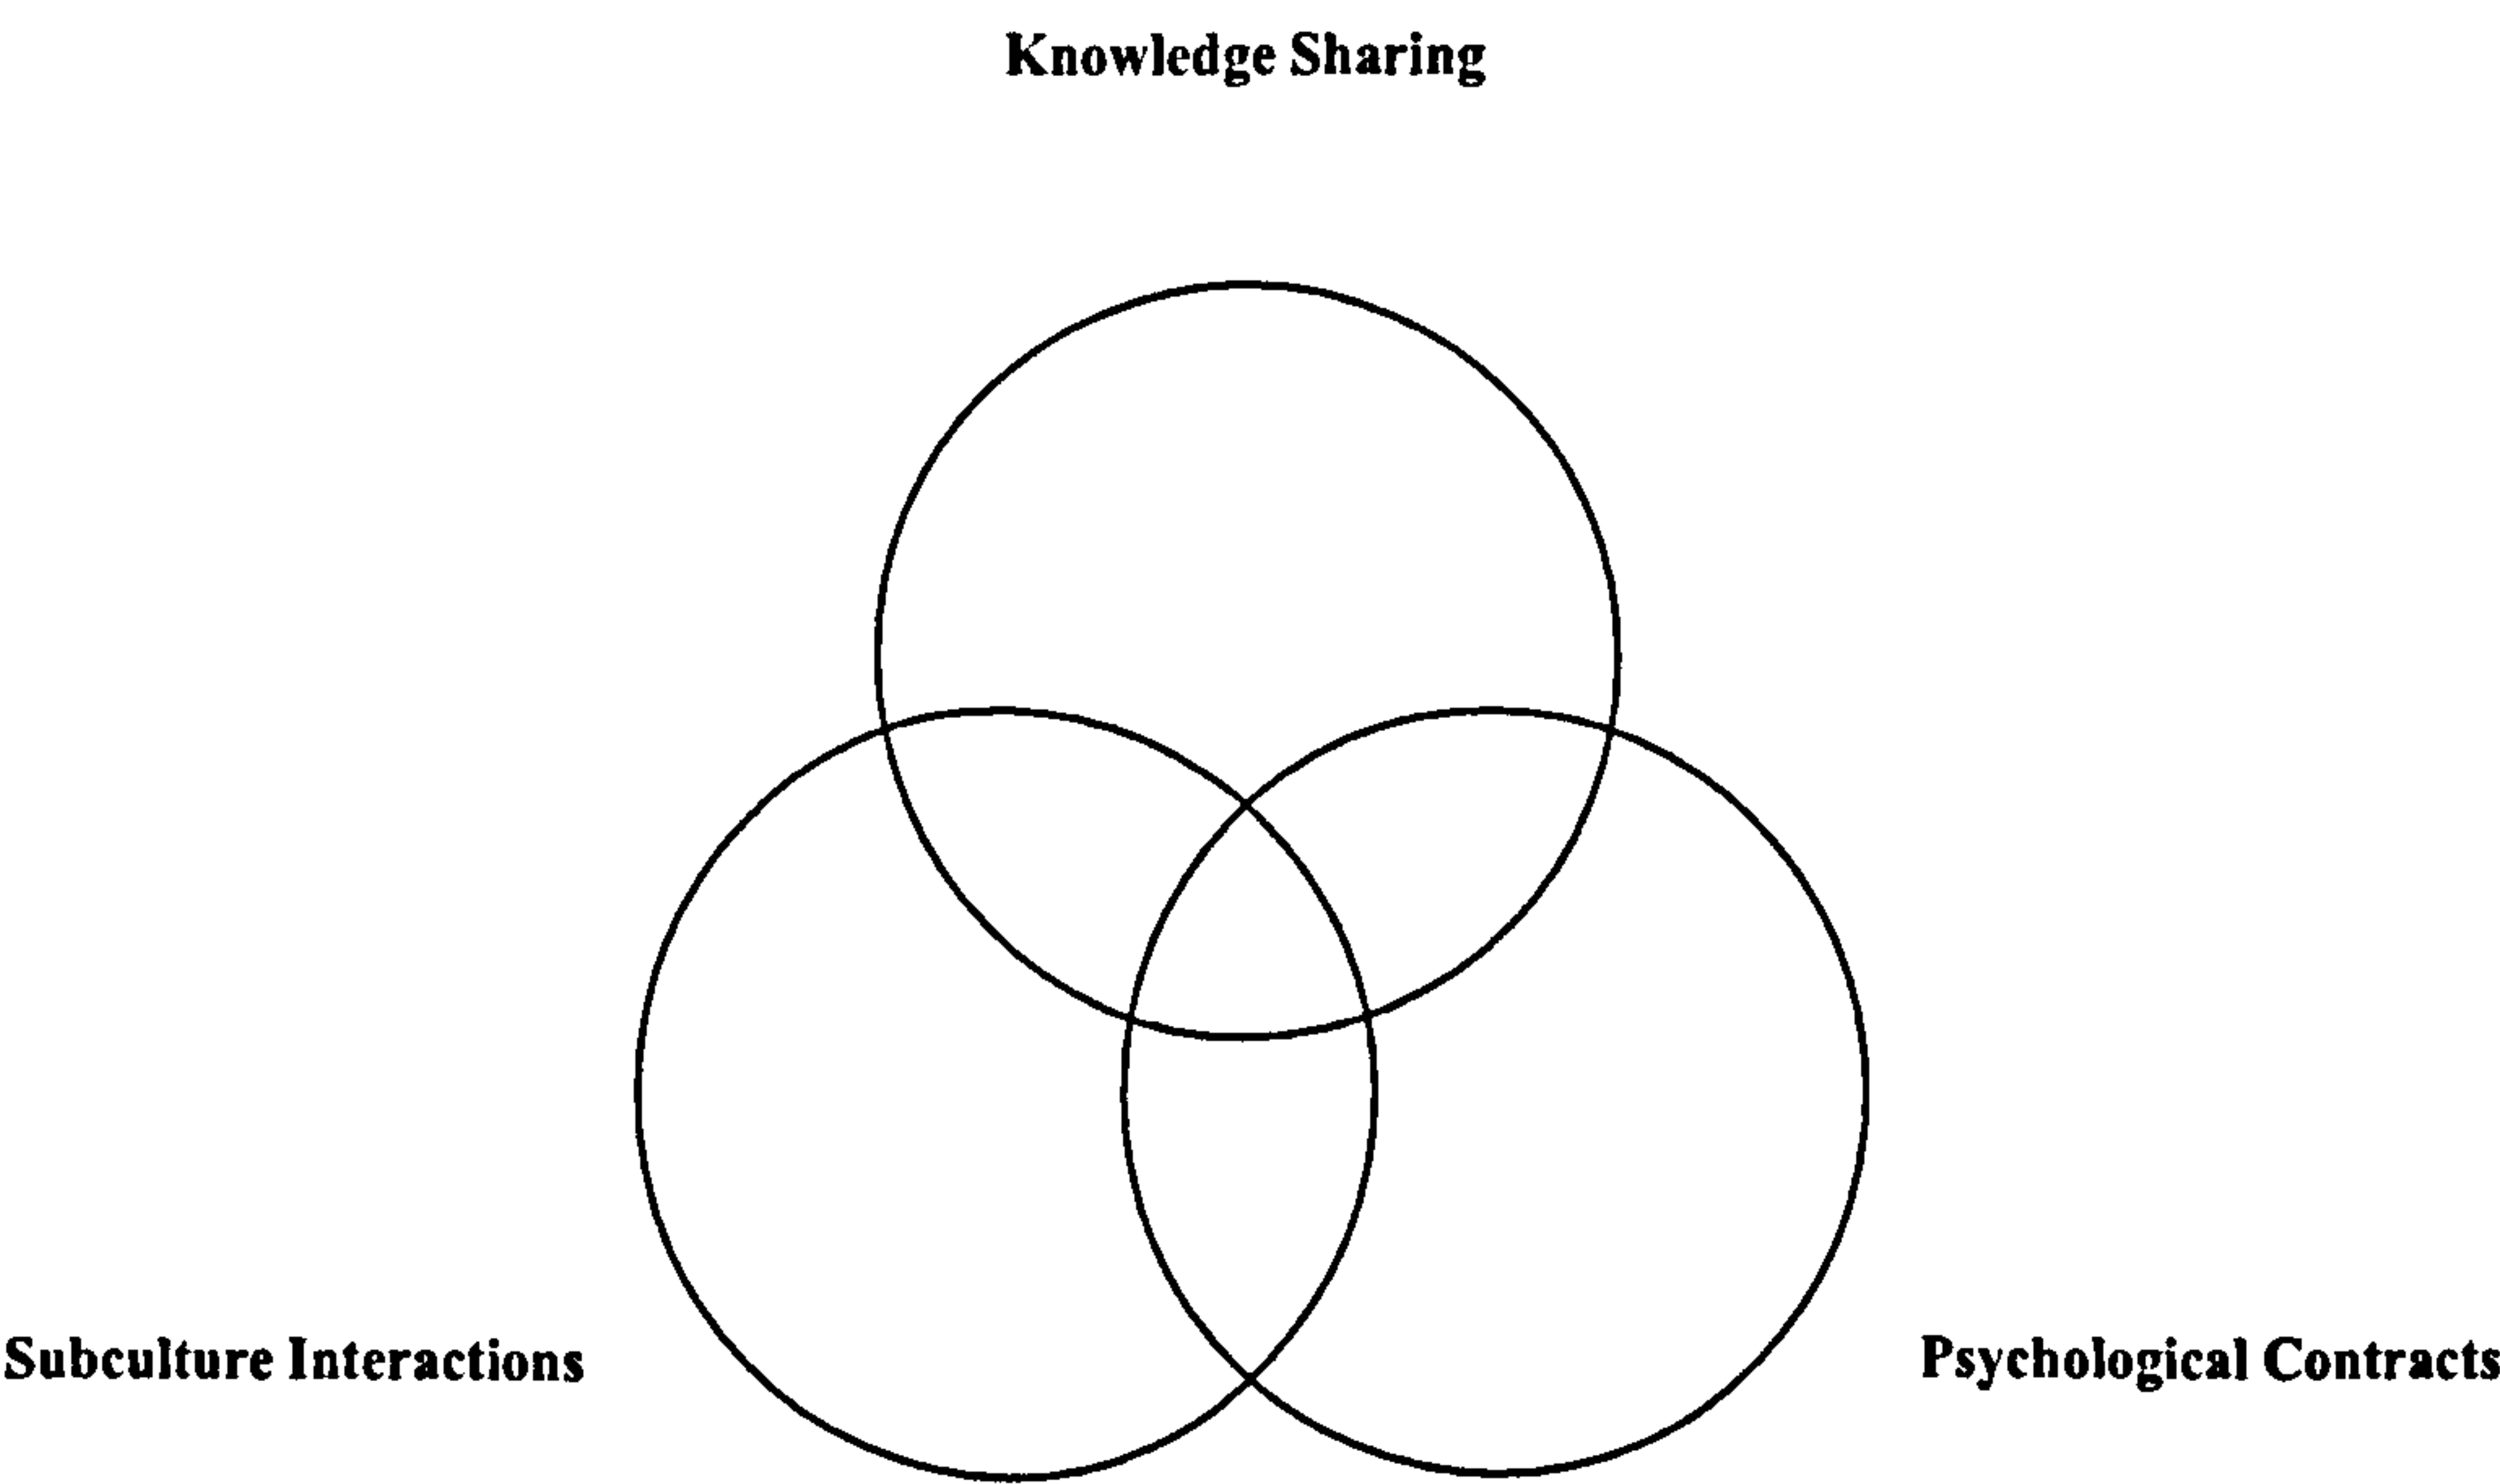 Knowledge Sharing
Subculture Interactions
Psychological Contracts